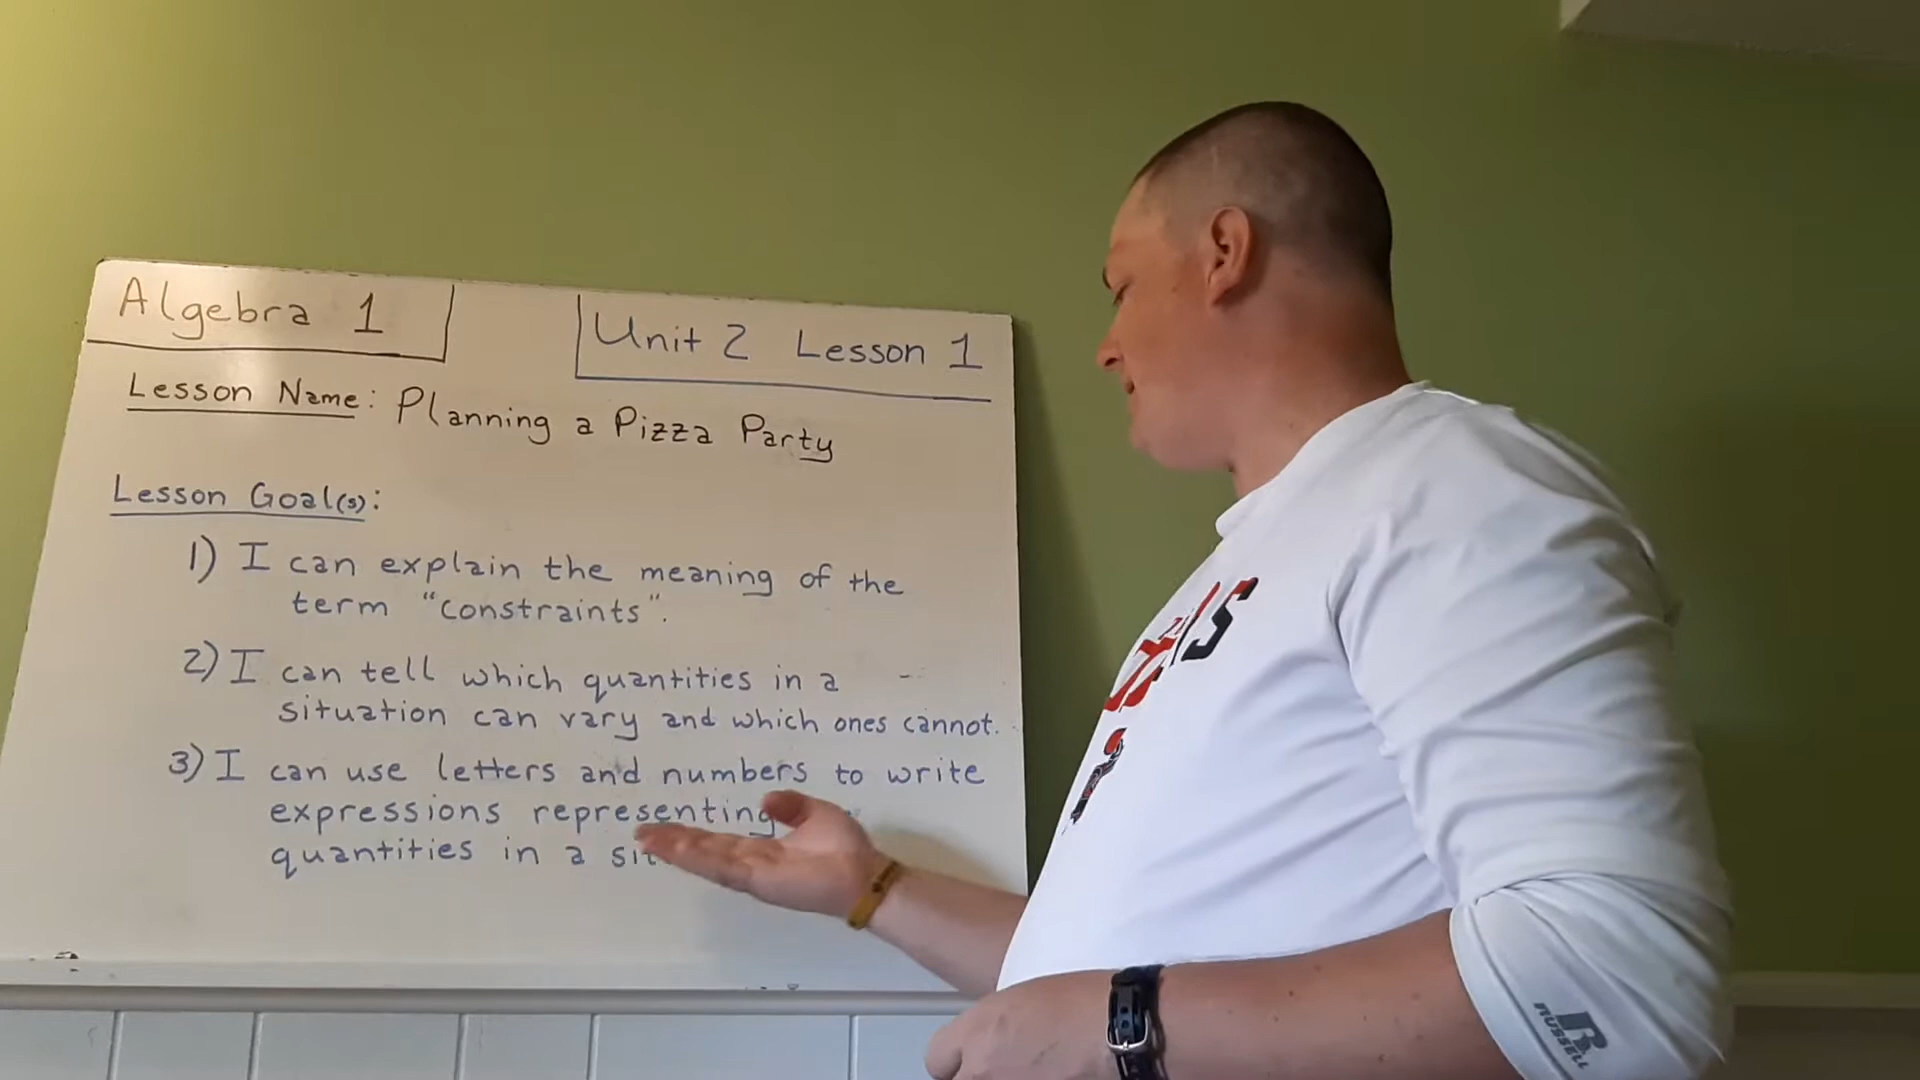 Algebra 1
Unit 2 Lesson 1
Lesson Name: Planning a Pizza Party
Lesson Goal(s):
1) I can explain the meaning of the
term "constraints".
2) I can tell which quantities in a
situation can vary and which ones cannot.
3) I can use letters and numbers to write
expressions representing
quantities in a
R
RUSSELL